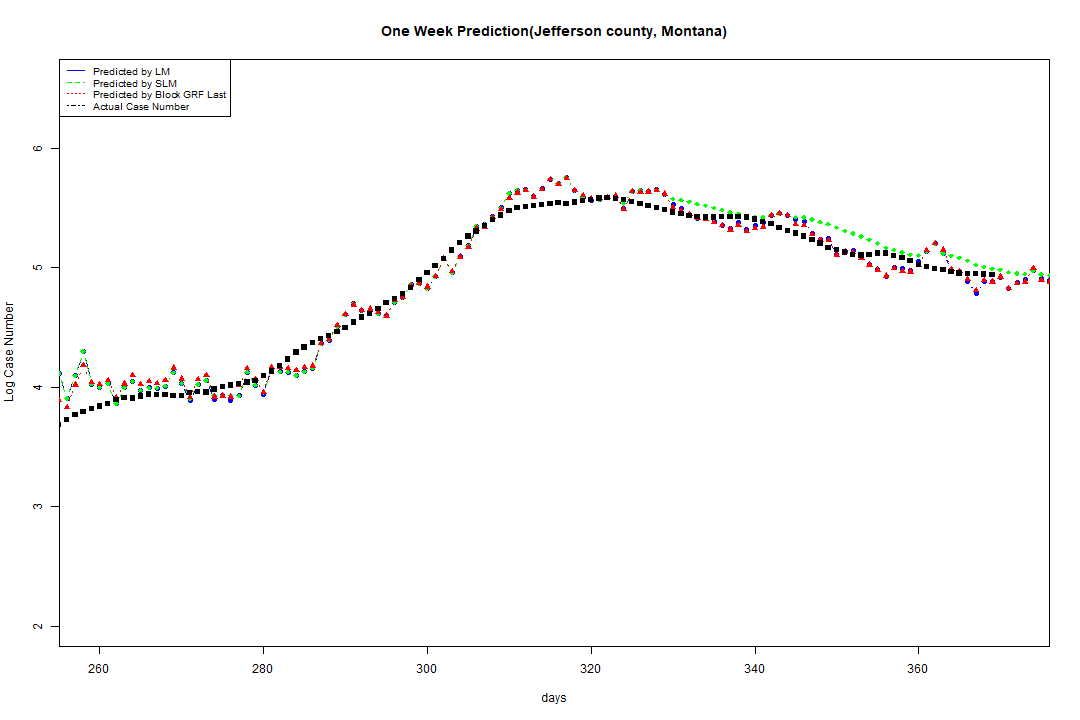 One Week Prediction(Jefferson county, Montana)
Predicted by LM
Predicted by SLM
Predicted by Block GRF Last
Actual Case Number
6
5
4
3
2
Log Case Number
260 280 300 320 340 360
days